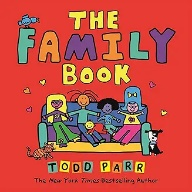 THE
FAMILY
BOOK
TODD PARR
The New York Times Bestselling Author